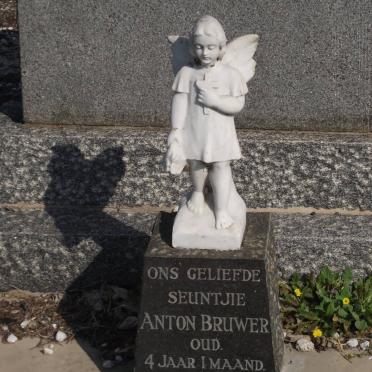 ONS GELIEFDE
SEUNTJIE
ANTON BRUWER
OUD.
4 JAAR 1 MAAND.